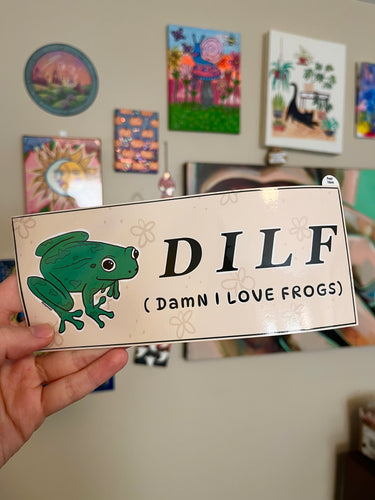 DILF
(DamN I LOVE FROGS)